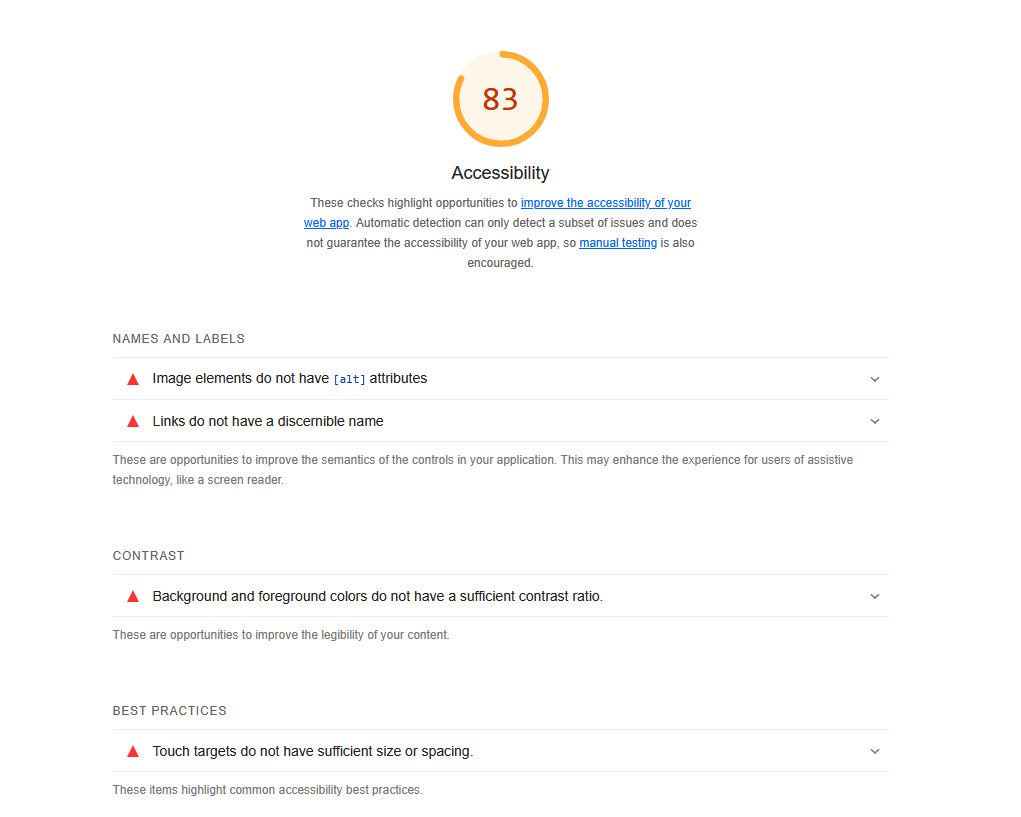 83
Accessibility
These checks highlight opportunities to improve the accessibility of your
web app. Automatic detection can only detect a subset of issues and does
not guarantee the accessibility of your web app, so manual testing is also
encouraged.
NAMES AND LABELS
Image elements do not have [alt] attributes
Links do not have a discernible name
These are opportunities to improve the semantics of the controls in your application. This may enhance the experience for users of assistive
technology, like a screen reader.
CONTRAST
Background and foreground colors do not have a sufficient contrast ratio.
These are opportunities to improve the legibility of your content.
BEST PRACTICES
Touch targets do not have sufficient size or spacing.
These items highlight common accessibility best practices.